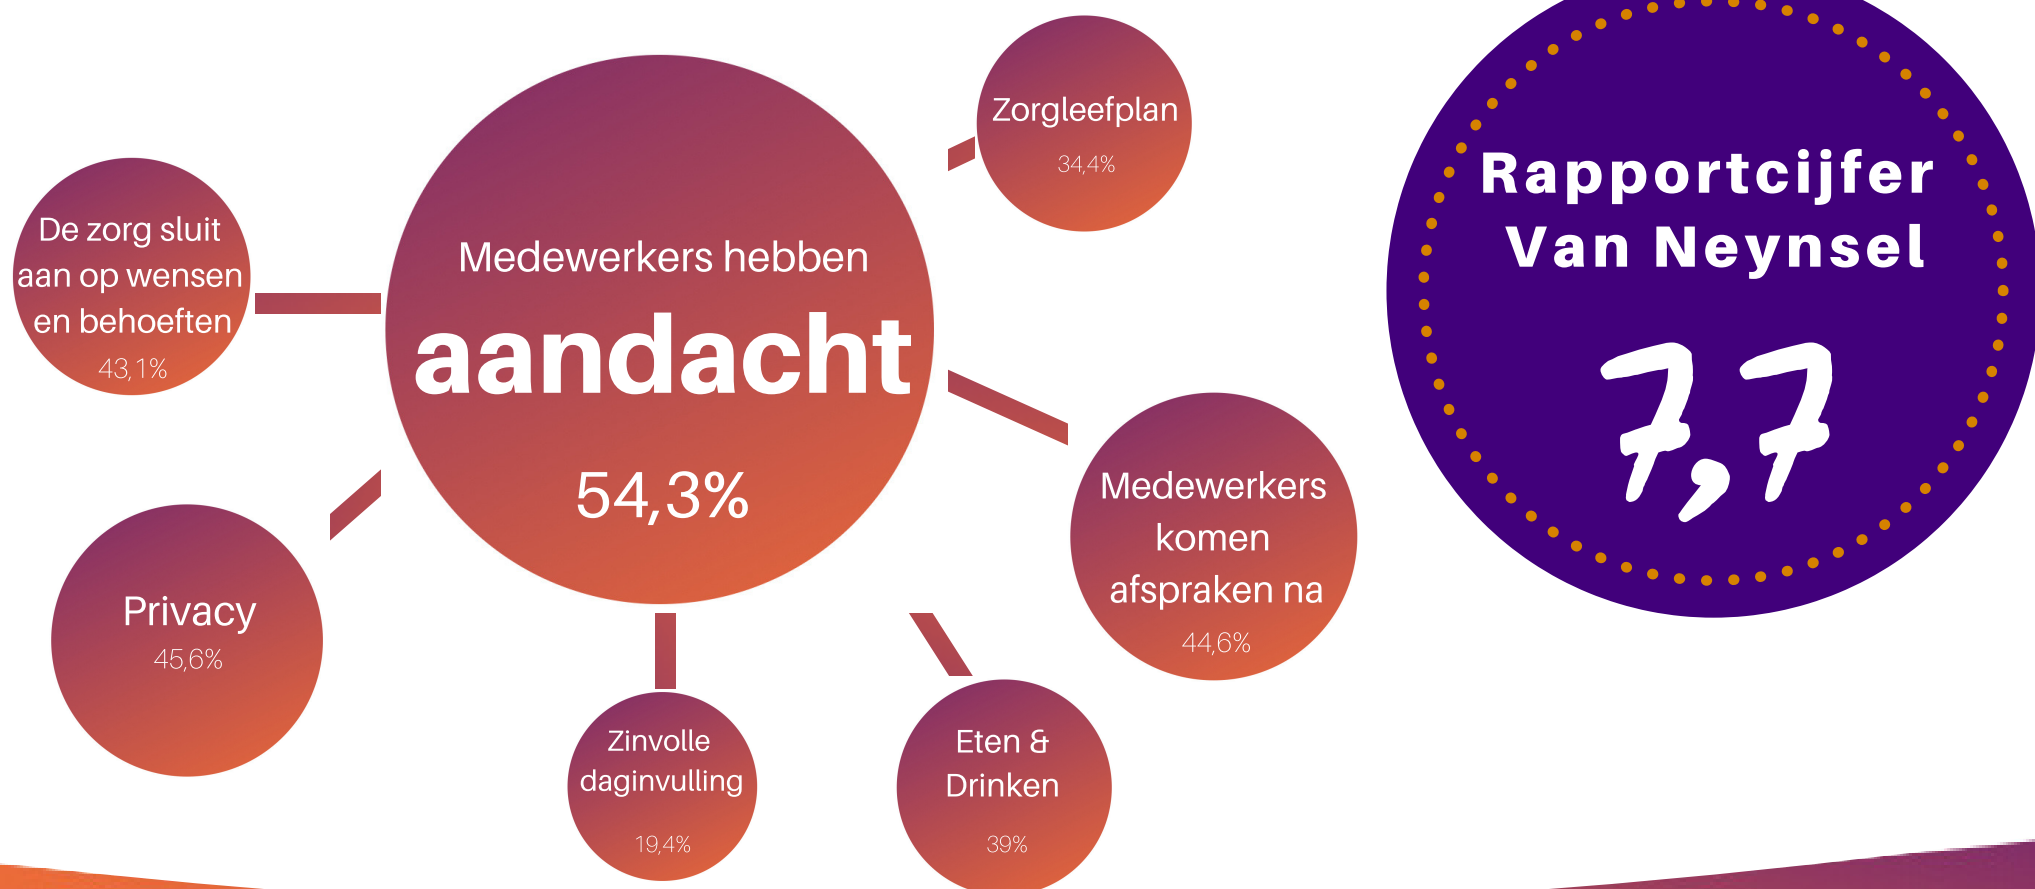 Zorgleefplan
34,4%
De zorg sluit
aan op wensen
en behoeften
43,1%
Medewerkers hebben
aandacht
54,3%
Rapportcijfer
Van Neynsel
7,7
Medewerkers
komen
afspraken na
44,6%
Privacy
45,6%
Zinvolle
daginvulling
19,4%
Eten &
Drinken
39%